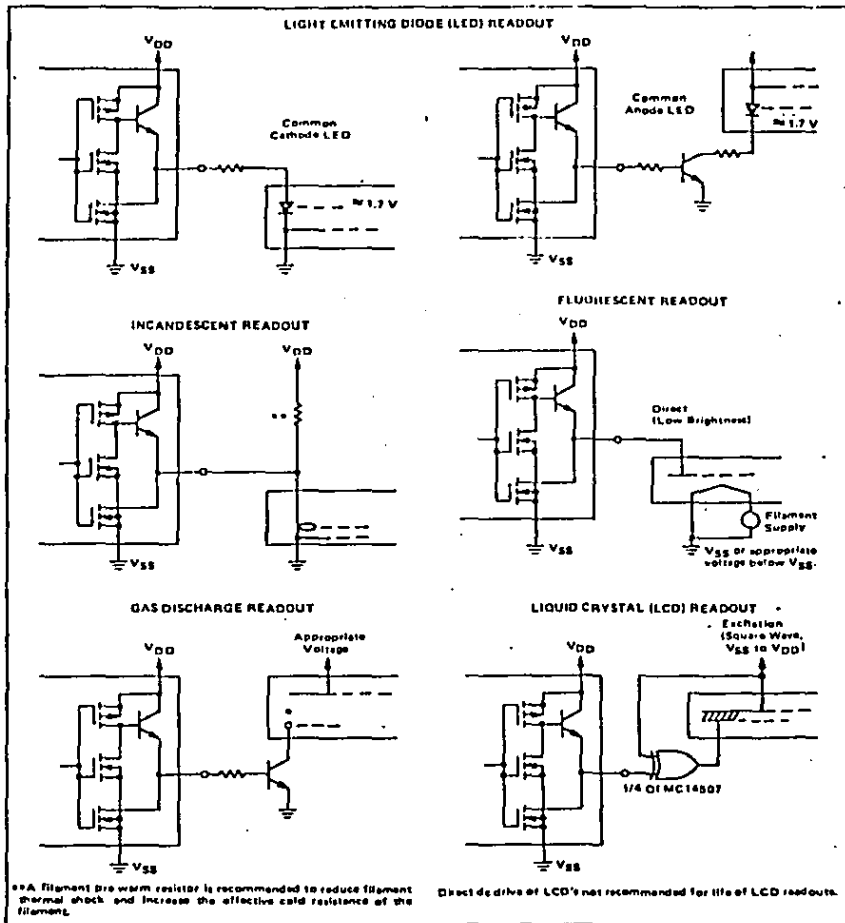 LIGHT EMITTING DIODE (LED) READOUT
VDD
Common
Cathode LED
≈ 1.7 V
VSS
VDD
Common
Anode LED
≈ 1.7 V
VSS
INCANDESCENT READOUT
VDD
VDD
**
VSS
FLUORESCENT READOUT
VDD
Direct
(Low Brightness)
Filament
Supply
VSS or appropriate
voltage below VSS.
VSS
GAS DISCHARGE READOUT
VDD
Appropriate
Voltage
VSS
LIQUID CRYSTAL (LCD) READOUT
VDD
Excitation
(Square Wave,
VSS to VDD)
1/4 OF MC14507
VSS
**A filament pre warm resistor is recommended to reduce filament
thermal shock and increase the effective cold resistance of the
filament.
Direct dc drive of LCD's not recommended for life of LCD readouts.